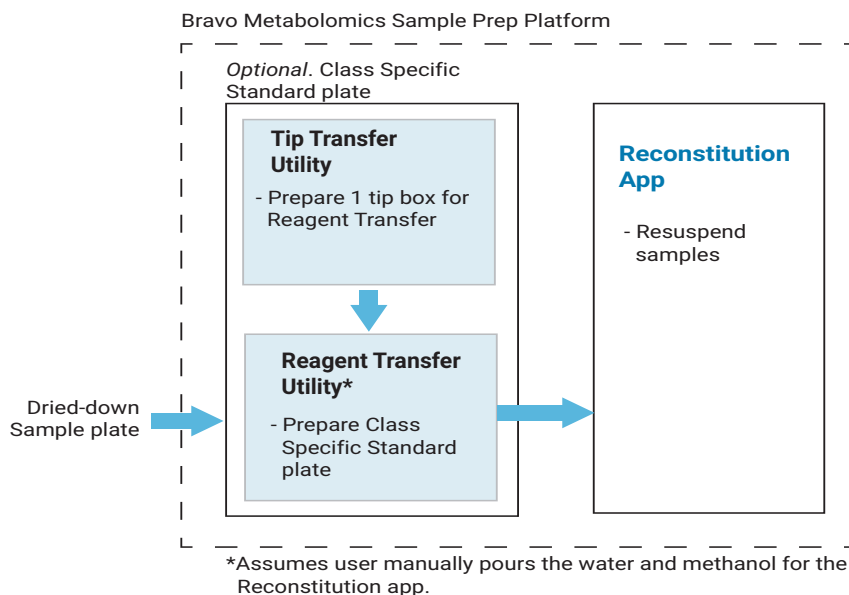 Bravo Metabolomics Sample Prep Platform
Optional. Class Specific
Standard plate
Tip Transfer
Utility
- Prepare 1 tip box for
Reagent Transfer
Reagent Transfer
Utility*
- Prepare Class
Specific Standard
plate
Dried-down
Sample plate
Reconstitution
App
- Resuspend
samples
*Assumes user manually pours the water and methanol for the
Reconstitution app.